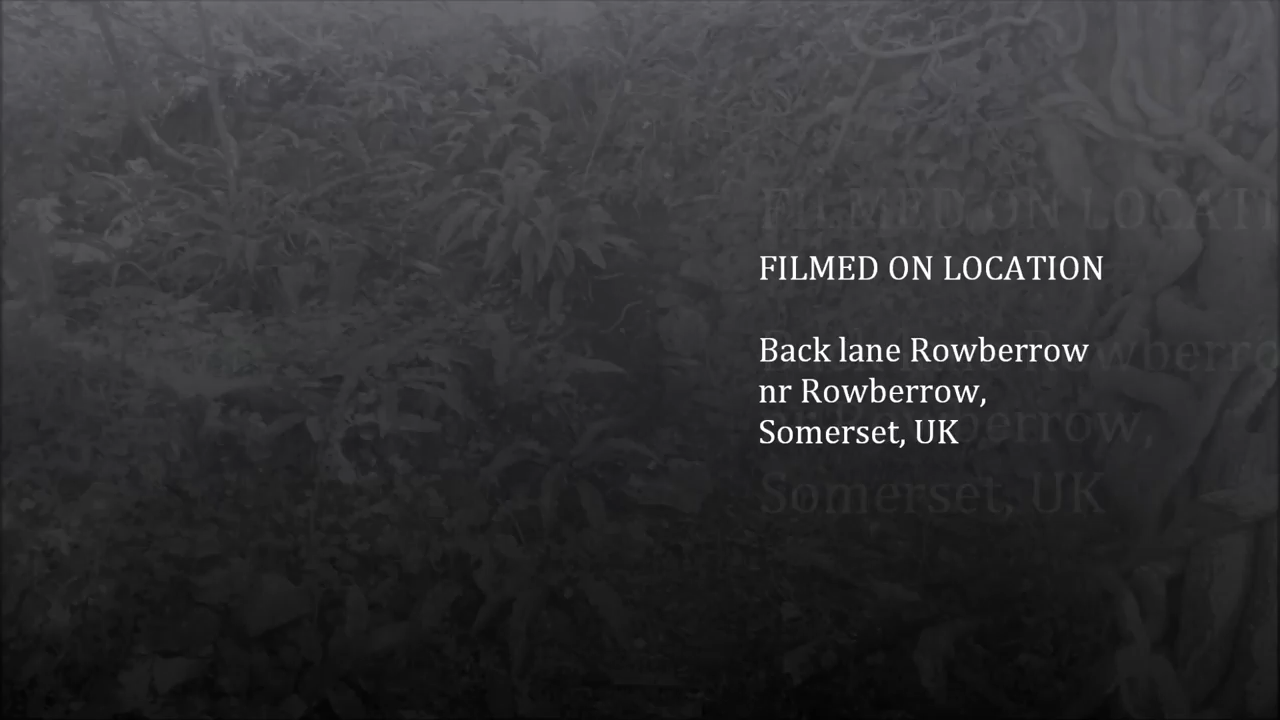 FILMED ON LOCATION
Back lane Rowberrow
nr Rowberrow,
Somerset, UK